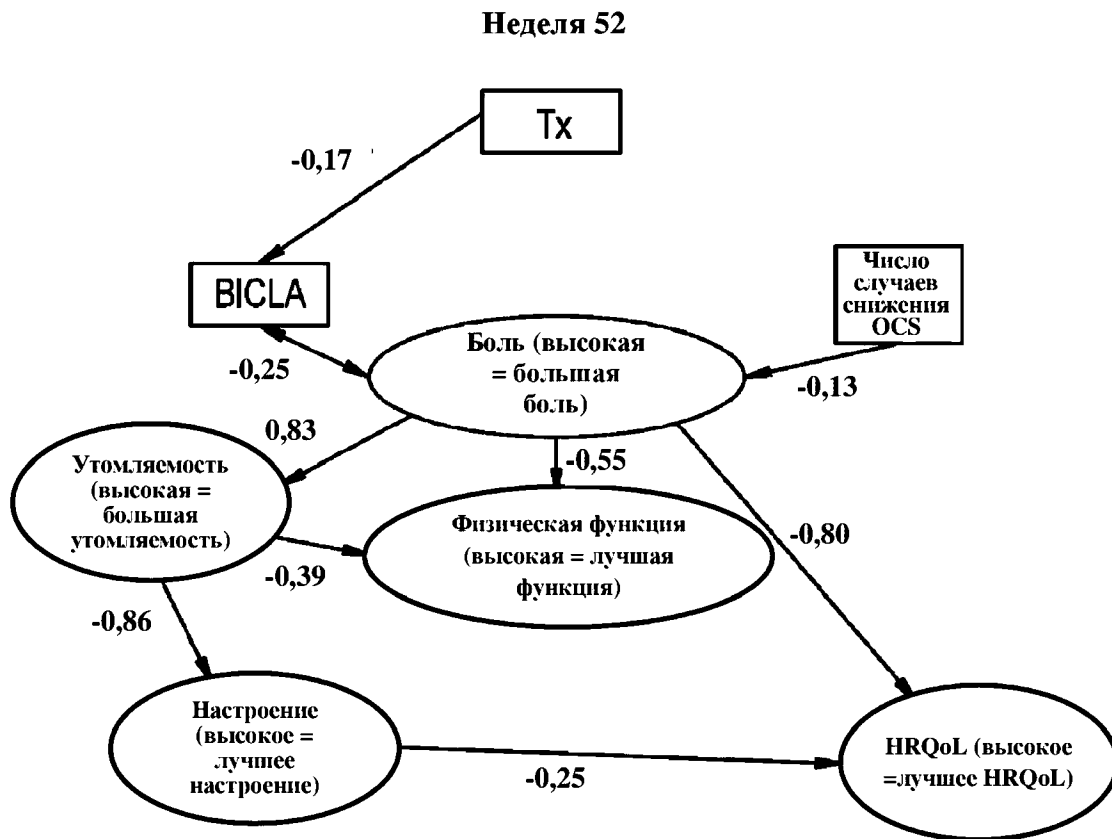 Неделя 52
Tx
-0,17
BICLA
Число
случаев
снижения
OCS
-0,25
Боль (высокая
= большая
боль)
-0,13
0,83
-0,55
Утомляемость
(высокая =
большая
утомляемость)
Физическая функция
(высокая = лучшая
функция)
-0,80
-0,39
-0,86
Настроение
(высокое =
лучшее
настроение)
-0,25
HRQoL (высокое
=лучшее HRQoL)